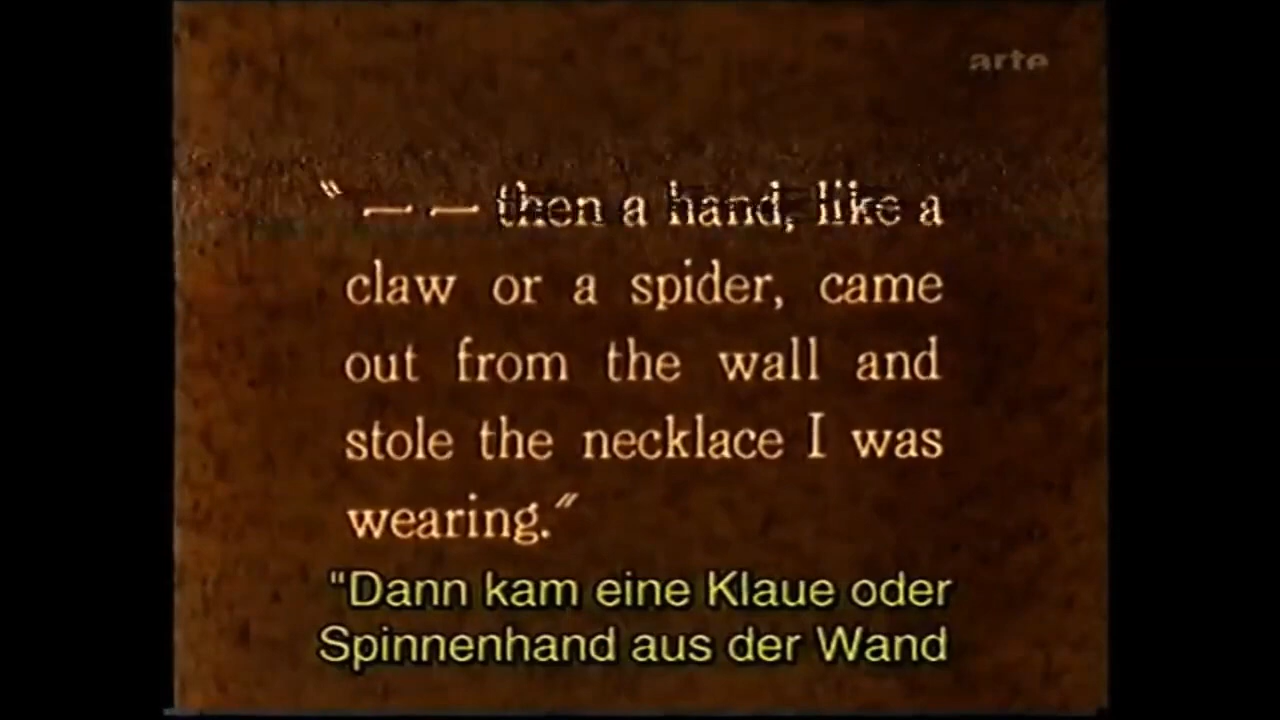 arte
“ — — then a hand, like a
claw or a spider, came
out from the wall and
stole the necklace I was
wearing.”
"Dann kam eine Klaue oder
Spinnenhand aus der Wand